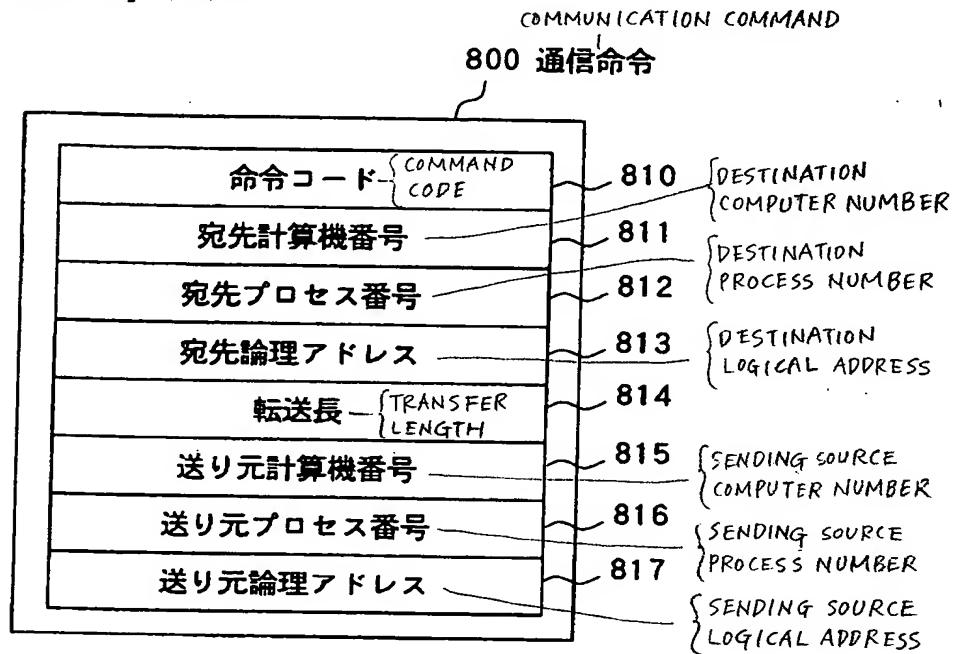 COMMUNICATION COMMAND
800 通信命令
命令コード COMMAND CODE 810
DESTINATION COMPUTER NUMBER
宛先計算機番号 811
DESTINATION PROCESS NUMBER
宛先プロセス番号 812
宛先論理アドレス 813
DESTINATION LOGICAL ADDRESS
転送長 TRANSFER LENGTH 814
送り元計算機番号 815
SENDING SOURCE COMPUTER NUMBER
送り元プロセス番号 816
SENDING SOURCE PROCESS NUMBER
送り元論理アドレス 817
SENDING SOURCE LOGICAL ADDRESS